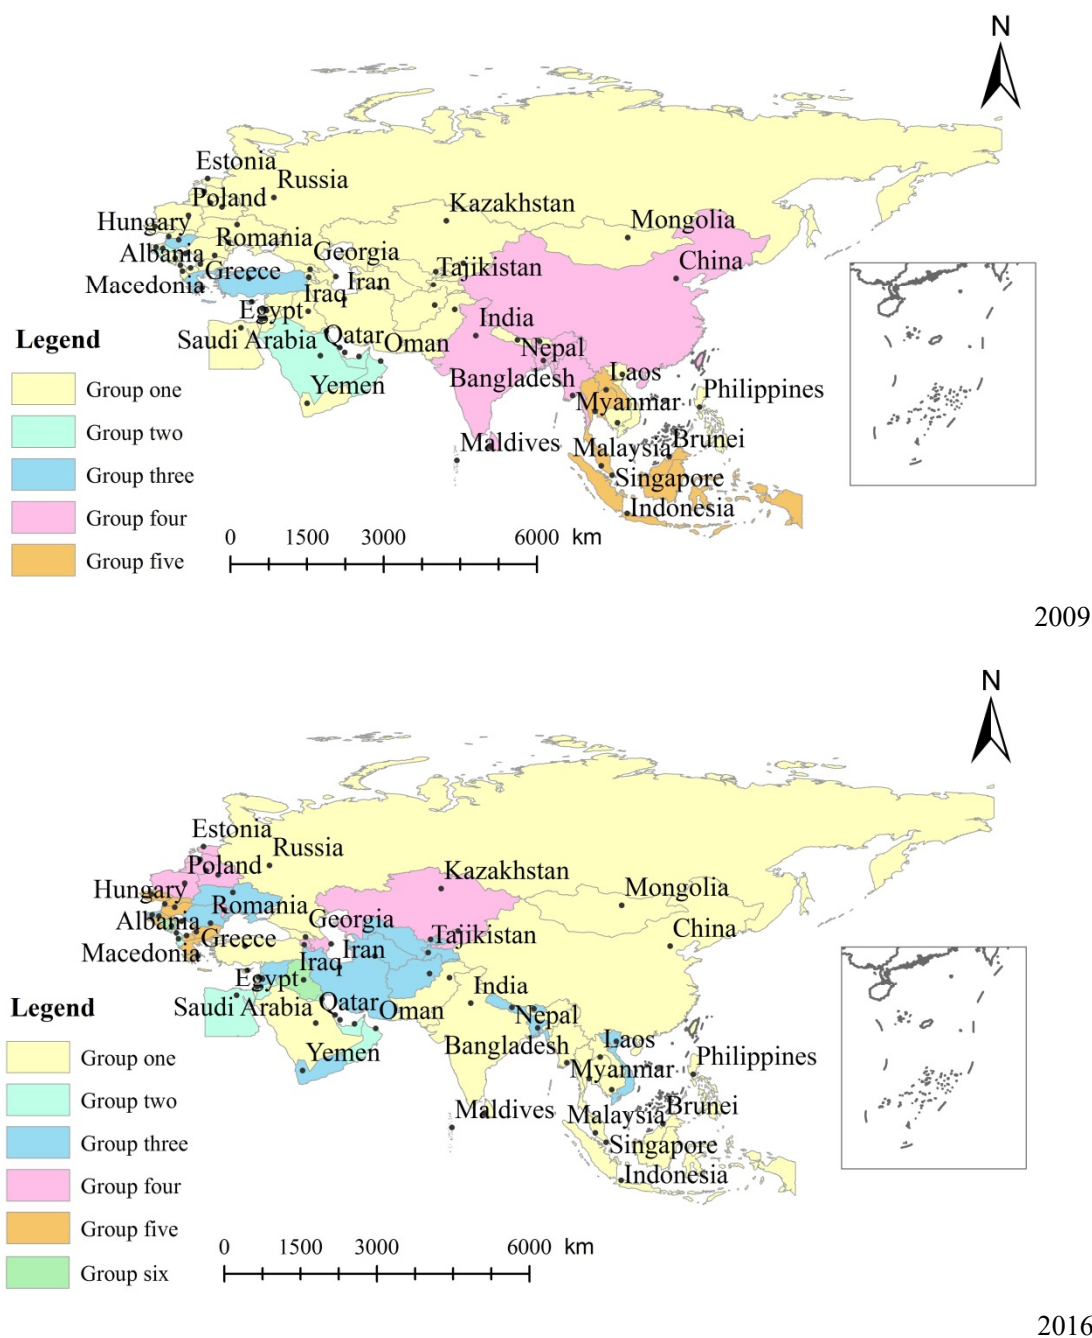 N
Estonia
Russia
Poland
Kazakhstan
Hungary
Mongolia
Romania
Albania
Georgia
China
Tajikistan
Greece
Iran
Macedonia
Iraq
Egypt
India
Saudi Arabia
Qatar
Oman
Nepal
Laos
Yemen
Bangladesh
Philippines
Myanmar
Maldives
Malaysia
Brunei
Singapore
Indonesia
Legend
Group one
Group two
Group three
Group four
Group five
0 1500 3000 6000 km
2009
N
Estonia
Russia
Poland
Kazakhstan
Hungary
Mongolia
Romania
Albania
Georgia
China
Tajikistan
Greece
Iran
Macedonia
Iraq
Egypt
India
Saudi Arabia
Qatar
Oman
Nepal
Laos
Yemen
Bangladesh
Philippines
Myanmar
Maldives
Malaysia
Brunei
Singapore
Indonesia
Legend
Group one
Group two
Group three
Group four
Group five
Group six
0 1500 3000 6000 km
2016